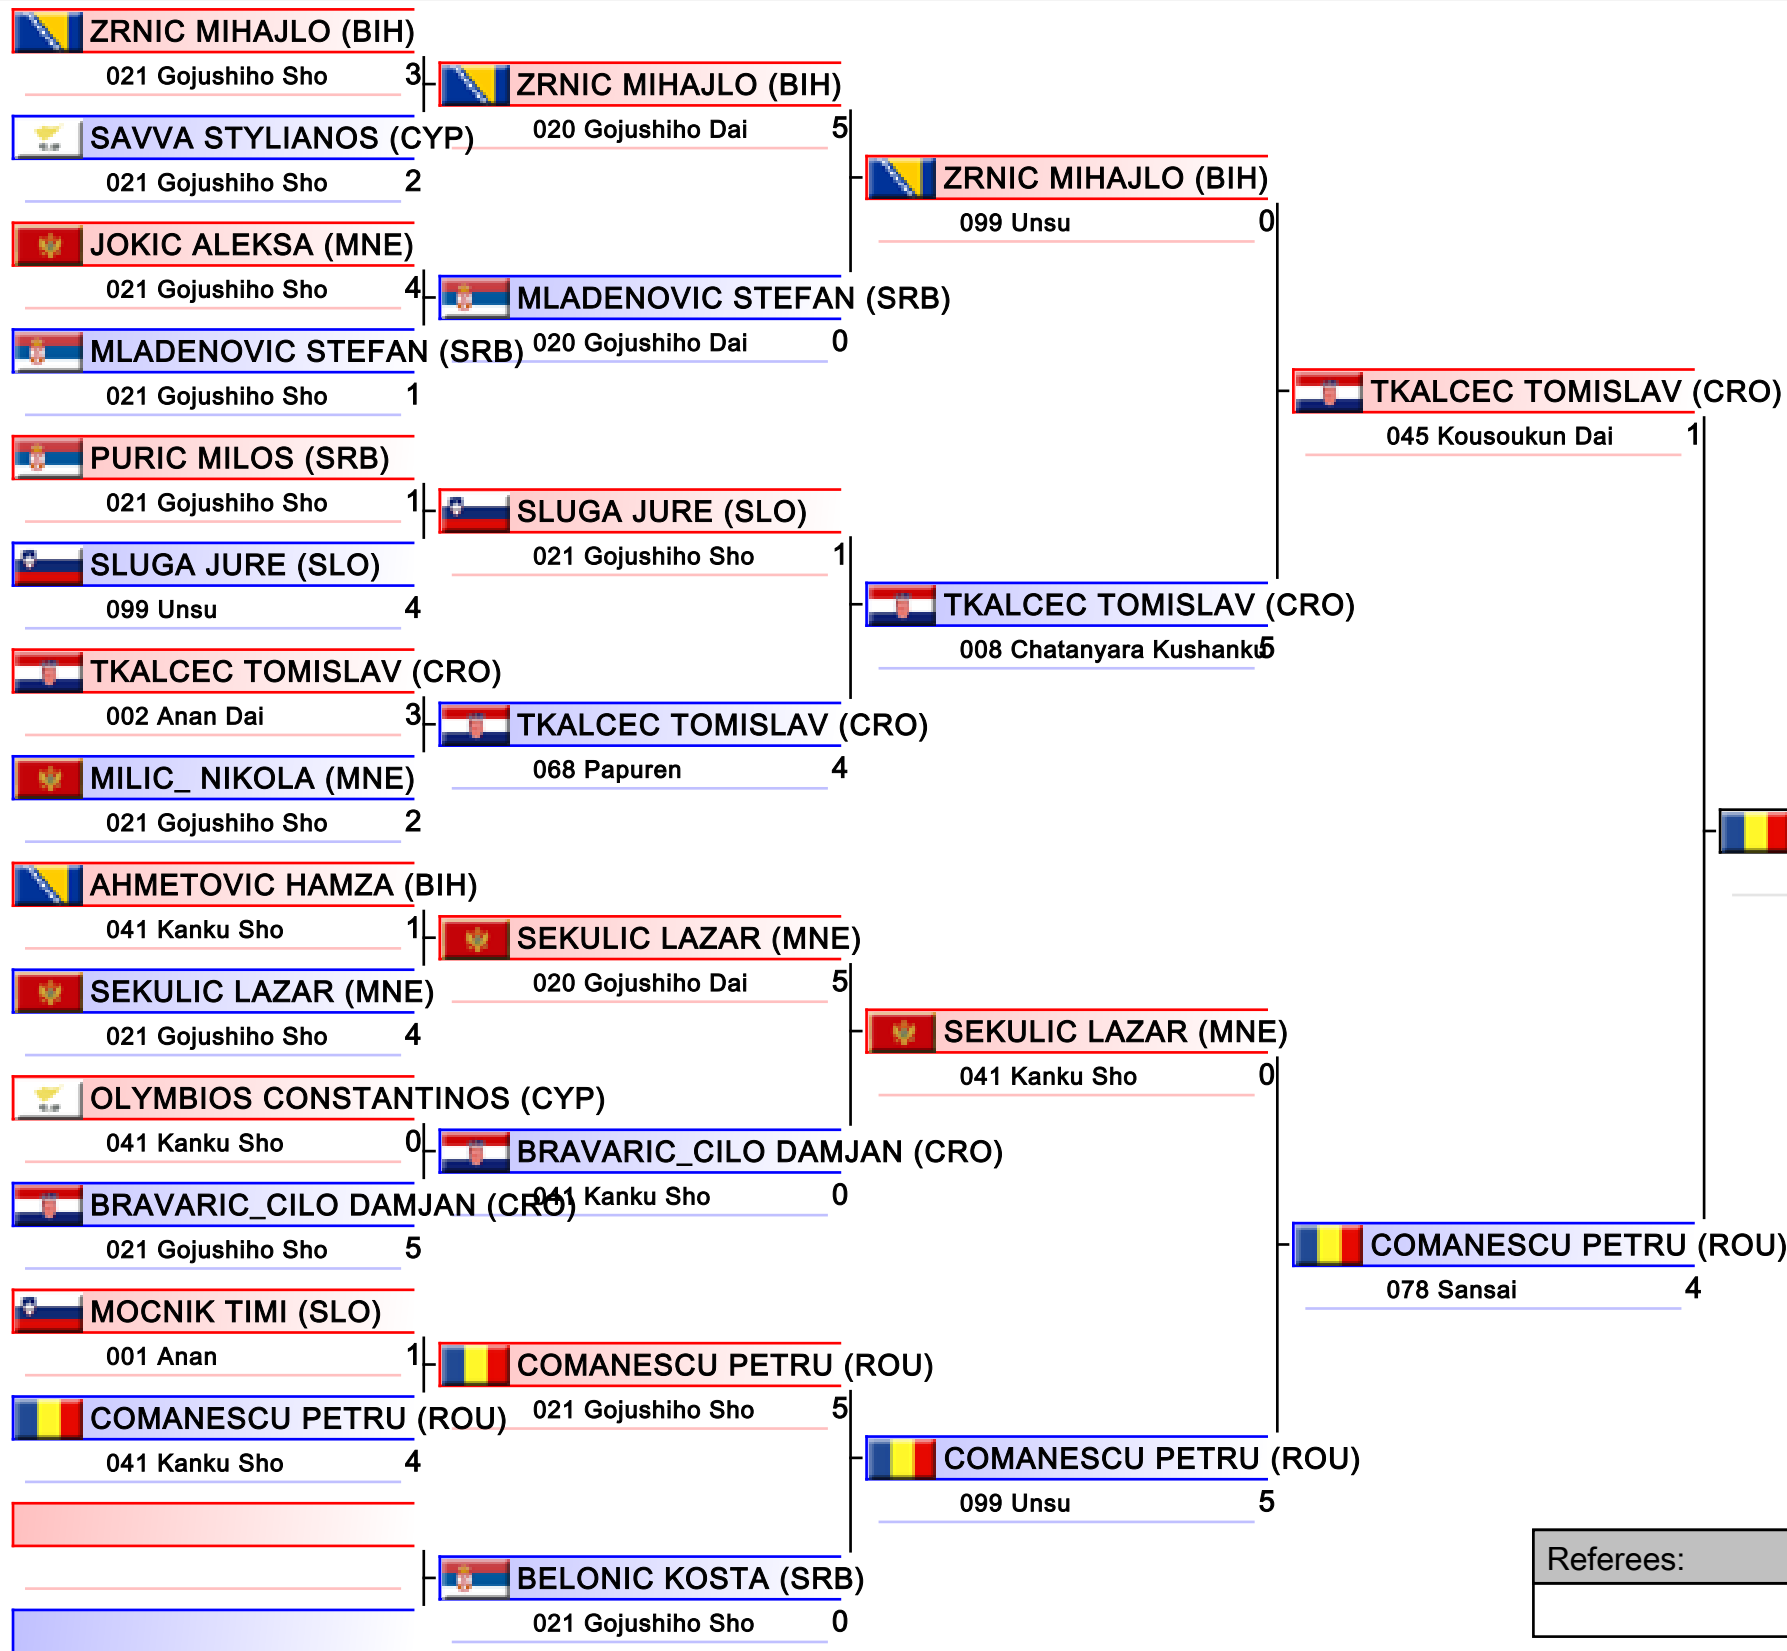 ZRNIC MIHAJLO (BIH)
021 Gojushiho Sho 3
SAVVA STYLIANOS (CYP)
021 Gojushiho Sho 2
JOKIC ALEKSA (MNE)
021 Gojushiho Sho 4
MLADENOVIC STEFAN (SRB)
021 Gojushiho Sho 1
PURIC MILOS (SRB)
021 Gojushiho Sho 1
SLUGA JURE (SLO)
099 Unsu 4
TKALCEC TOMISLAV (CRO)
002 Anan Dai 3
MILIC_ NIKOLA (MNE)
021 Gojushiho Sho 2
AHMETOVIC HAMZA (BIH)
041 Kanku Sho 1
SEKULIC LAZAR (MNE)
021 Gojushiho Sho 4
OLYMBIOS CONSTANTINOS (CYP)
041 Kanku Sho 0
BRAVARIC_CILO DAMJAN (CRO)
021 Gojushiho Sho 5
MOCNIK TIMI (SLO)
001 Anan 1
COMANESCU PETRU (ROU)
041 Kanku Sho 4
ZRNIC MIHAJLO (BIH)
020 Gojushiho Dai 5
MLADENOVIC STEFAN (SRB)
020 Gojushiho Dai 0
SLUGA JURE (SLO)
021 Gojushiho Sho 1
TKALCEC TOMISLAV (CRO)
068 Papuren 4
SEKULIC LAZAR (MNE)
020 Gojushiho Dai 5
BRAVARIC_CILO DAMJAN (CRO)
041 Kanku Sho 0
COMANESCU PETRU (ROU)
021 Gojushiho Sho 5
BELONIC KOSTA (SRB)
021 Gojushiho Sho 0
ZRNIC MIHAJLO (BIH)
099 Unsu 0
TKALCEC TOMISLAV (CRO)
008 Chatanyara Kushanku 5
SEKULIC LAZAR (MNE)
041 Kanku Sho 0
COMANESCU PETRU (ROU)
099 Unsu 5
TKALCEC TOMISLAV (CRO)
045 Kousoukun Dai 1
COMANESCU PETRU (ROU)
078 Sansai 4
Referees: